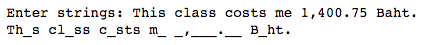 Enter strings: This class costs me 1,400.75 Baht.
Th_s cl_ss c_sts m_ _,___.__ B_ht.